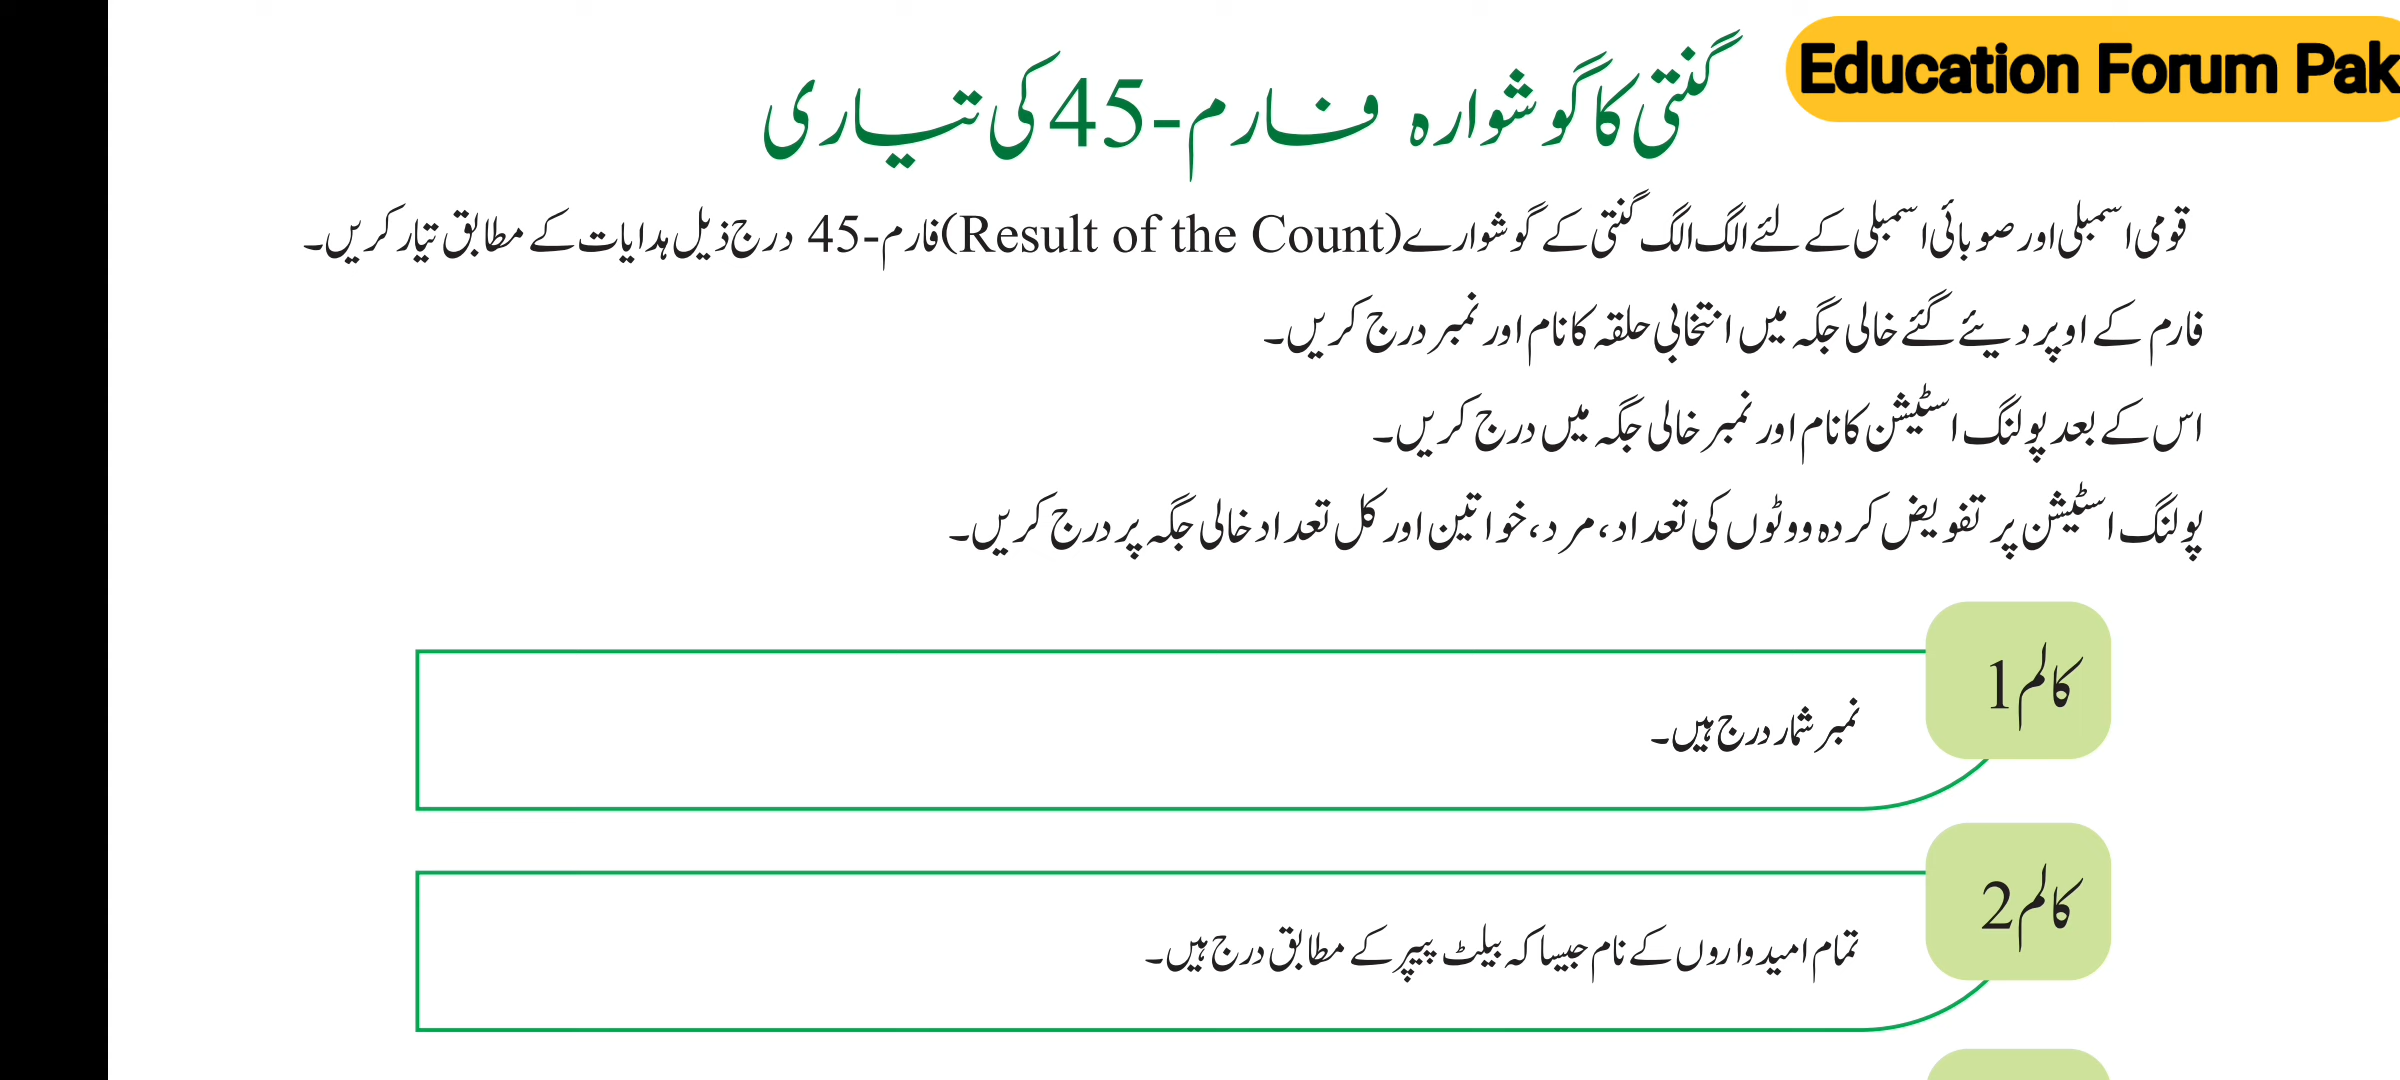 Education Forum Pak
گنتی کا گوشوارہ فارم-45 کی تیاری
قومی اسمبلی اور صوبائی اسمبلی کے لئے الگ الگ گنتی کے گوشوارے (Result of the Count) فارم-45 درج ذیل ہدایات کے مطابق تیار کریں۔
فارم کے اوپر دیئے گئے خالی جگہ میں انتخابی حلقہ کا نام اور نمبر درج کریں۔
اس کے بعد پولنگ اسٹیشن کا نام اور نمبر خالی جگہ میں درج کریں۔
پولنگ اسٹیشن پر تفویض کردہ ووٹوں کی تعداد، مرد، خواتین اور کل تعداد خالی جگہ پر درج کریں۔
کالم 1
نمبر شمار درج ہیں۔
کالم 2
تمام امیدواروں کے نام جیسا کہ بیلٹ پیپر کے مطابق درج ہیں۔